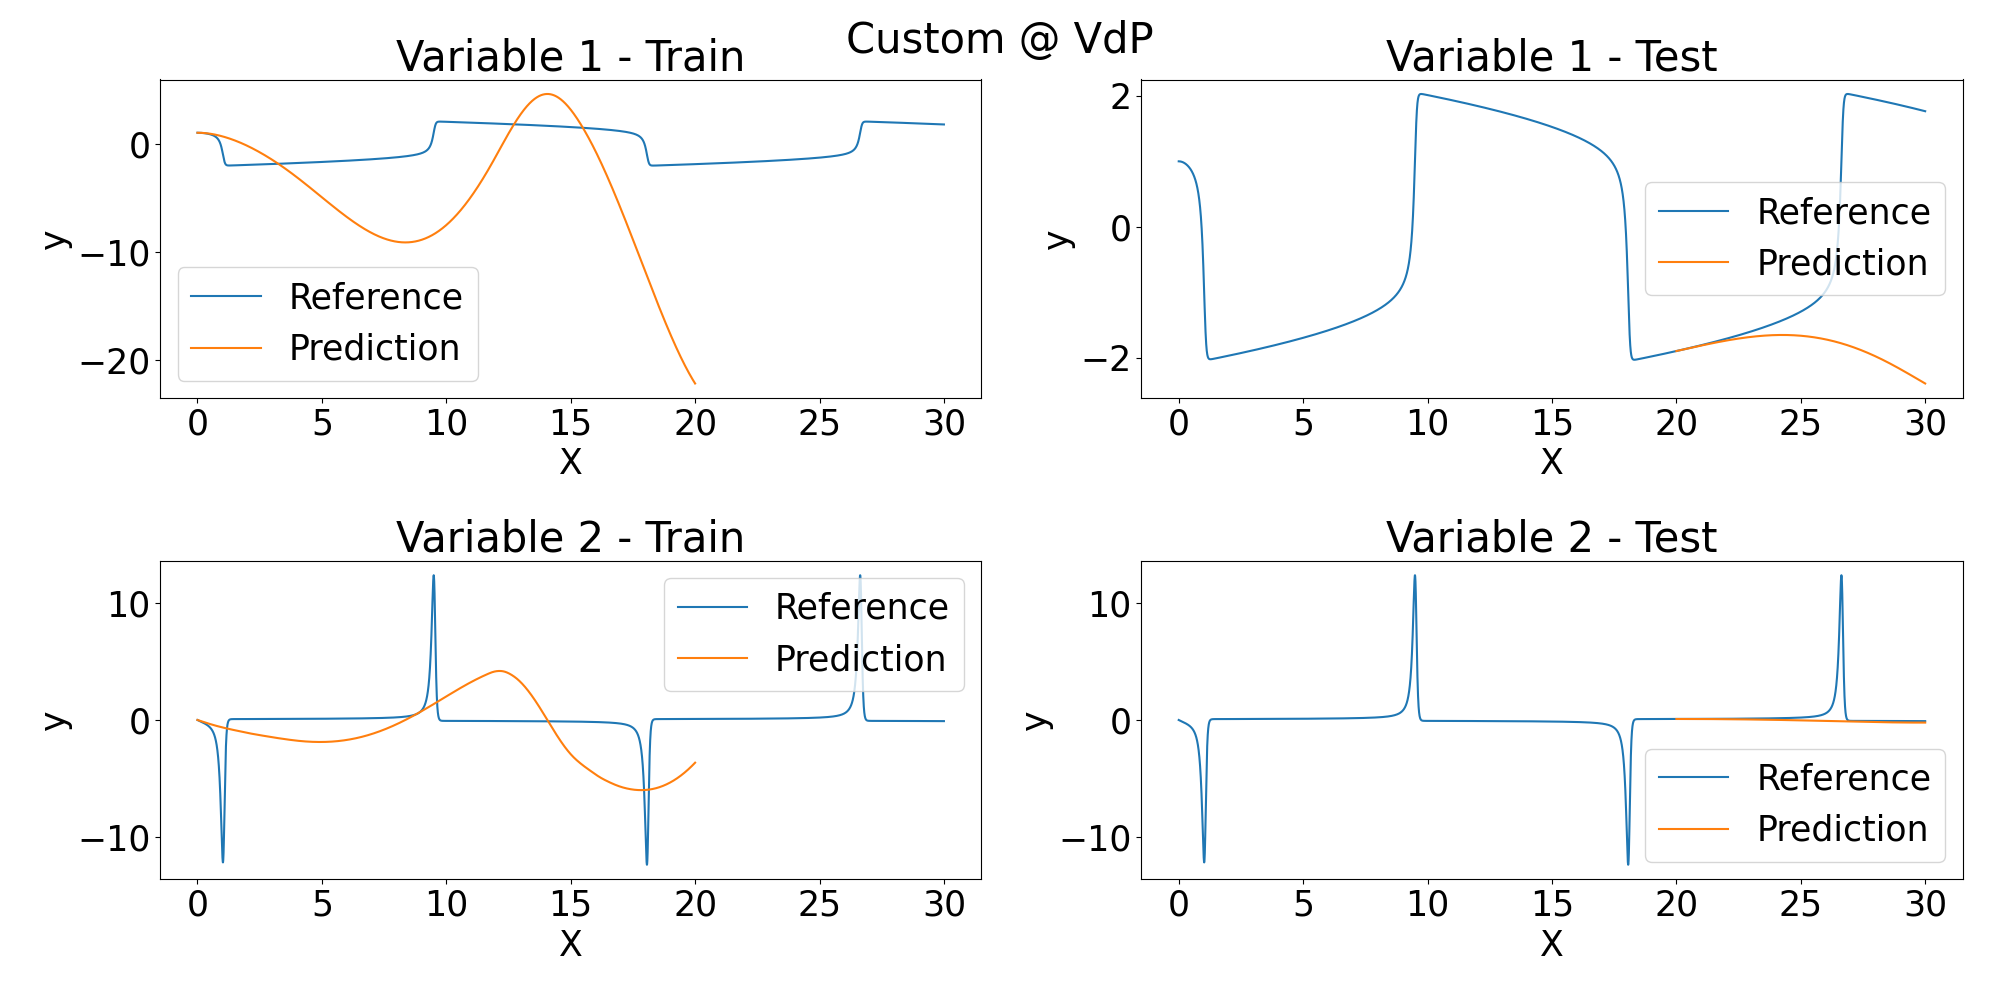 Custom @ VdP
Variable 1 - Train
y
0
−10
−20
Reference
Prediction
0 5 10 15 20 25 30
X
Variable 1 - Test
y
2
0
−2
Reference
Prediction
0 5 10 15 20 25 30
X
Variable 2 - Train
y
10
0
−10
Reference
Prediction
0 5 10 15 20 25 30
X
Variable 2 - Test
y
10
0
−10
Reference
Prediction
0 5 10 15 20 25 30
X